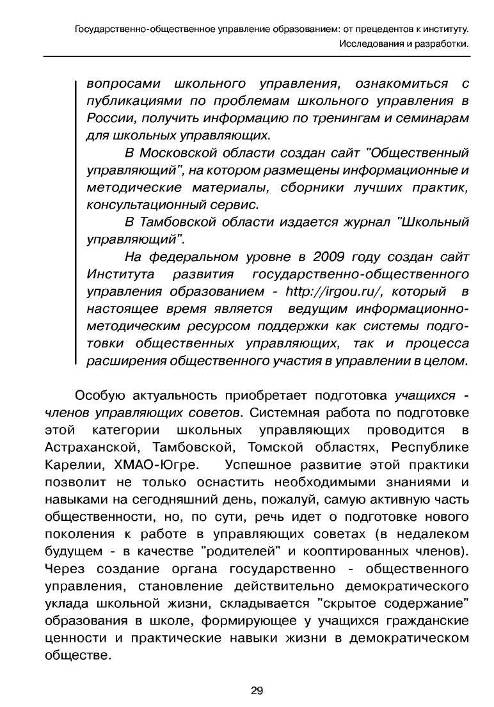 Государственно-общественное управление образованием: от прецедентов к институту.
Исследования и разработки.
вопросами школьного управления, ознакомиться с
публикациями по проблемам школьного управления в
России, получить информацию по тренингам и семинарам
для школьных управляющих.
В Московской области создан сайт "Общественный
управляющий", на котором размещены информационные и
методические материалы, сборники лучших практик,
консультационный сервис.
В Тамбовской области издается журнал "Школьный
управляющий".
На федеральном уровне в 2009 году создан сайт
Института развития государственно-общественного
управления образованием - http://irgou.ru/, который в
настоящее время является ведущим информационно-
методическим ресурсом поддержки как системы подго-
товки общественных управляющих, так и процесса
расширения общественного участия в управлении в целом.
Особую актуальность приобретает подготовка учащихся -
членов управляющих советов. Системная работа по подготовке
этой категории школьных управляющих проводится в
Астраханской, Тамбовской, Томской областях, Республике
Карелии, ХМАО-Югре. Успешное развитие этой практики
позволит не только оснастить необходимыми знаниями и
навыками на сегодняшний день, пожалуй, самую активную часть
общественности, но, по сути, речь идет о подготовке нового
поколения к работе в управляющих советах (в недалеком
будущем - в качестве "родителей" и кооптированных членов).
Через создание органа государственно - общественного
управления, становление действительно демократического
уклада школьной жизни, складывается "скрытое содержание"
образования в школе, формирующее у учащихся гражданские
ценности и практические навыки жизни в демократическом
обществе.
29